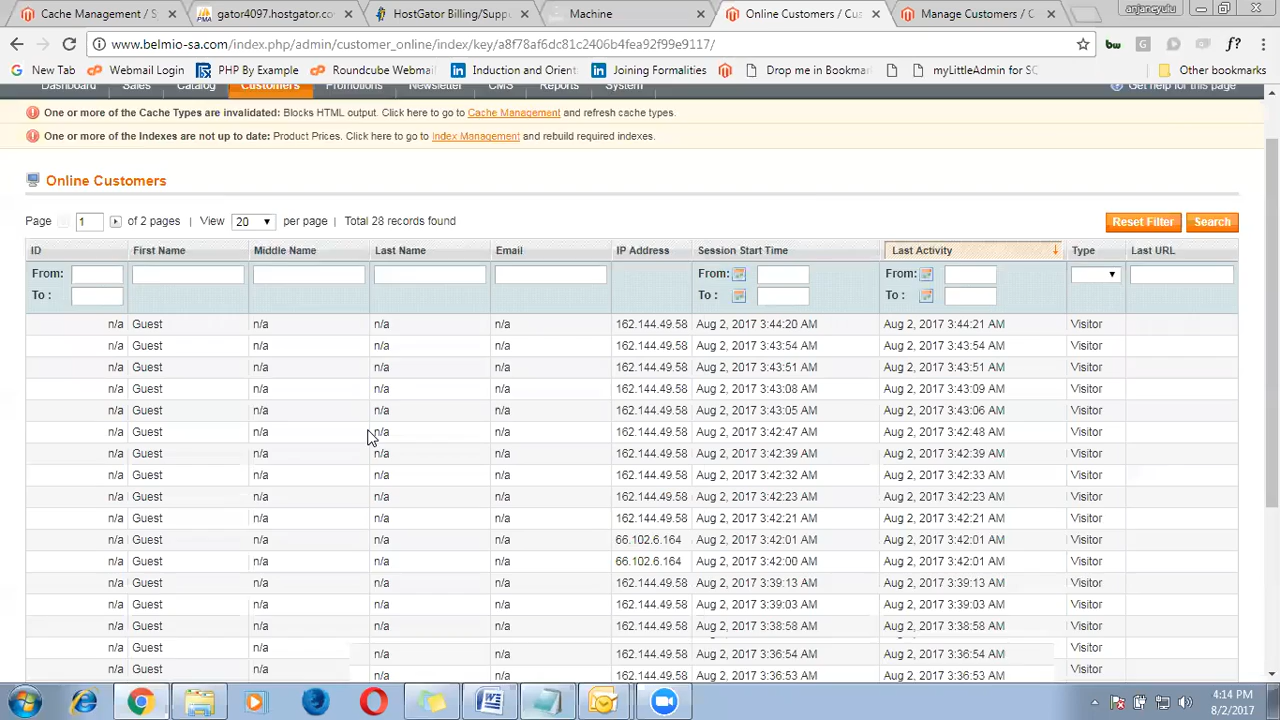 Cache Management / S
gator4097.hostgator.co
HostGator Billing/Supp
Machine
Online Customers / Cus
Manage Customers / C
anjaneyulu
www.belmio-sa.com/index.php/admin/customer_online/index/key/a8f78af6dc81c2406b4fea92f99e9117/
New Tab Webmail Login PHP By Example Roundcube Webmail Induction and Orient Joining Formalities Drop me in Bookmar myLittleAdmin for SC Other bookmarks
Dashboard Sales Catalog Customers Promotions Newsletter CMS Reports System Get help for this page
One or more of the Cache Types are invalidated: Blocks HTML output. Click here to go to Cache Management and refresh cache types.
One or more of the Indexes are not up to date: Product Prices. Click here to go to Index Management and rebuild required indexes.
Online Customers
Page 1 of 2 pages | View 20 per page | Total 28 records found Reset Filter Search
ID First Name Middle Name Last Name Email IP Address Session Start Time Last Activity Type Last URL
From: From: From:
To : To : To :
n/a Guest n/a n/a n/a 162.144.49.58 Aug 2, 2017 3:44:20 AM Aug 2, 2017 3:44:21 AM Visitor
n/a Guest n/a n/a n/a 162.144.49.58 Aug 2, 2017 3:43:54 AM Aug 2, 2017 3:43:54 AM Visitor
n/a Guest n/a n/a n/a 162.144.49.58 Aug 2, 2017 3:43:51 AM Aug 2, 2017 3:43:51 AM Visitor
n/a Guest n/a n/a n/a 162.144.49.58 Aug 2, 2017 3:43:08 AM Aug 2, 2017 3:43:09 AM Visitor
n/a Guest n/a n/a n/a 162.144.49.58 Aug 2, 2017 3:43:05 AM Aug 2, 2017 3:43:06 AM Visitor
n/a Guest n/a n/a n/a 162.144.49.58 Aug 2, 2017 3:42:47 AM Aug 2, 2017 3:42:48 AM Visitor
n/a Guest n/a n/a n/a 162.144.49.58 Aug 2, 2017 3:42:39 AM Aug 2, 2017 3:42:39 AM Visitor
n/a Guest n/a n/a n/a 162.144.49.58 Aug 2, 2017 3:42:32 AM Aug 2, 2017 3:42:33 AM Visitor
n/a Guest n/a n/a n/a 162.144.49.58 Aug 2, 2017 3:42:23 AM Aug 2, 2017 3:42:23 AM Visitor
n/a Guest n/a n/a n/a 162.144.49.58 Aug 2, 2017 3:42:21 AM Aug 2, 2017 3:42:21 AM Visitor
n/a Guest n/a n/a n/a 66.102.6.164 Aug 2, 2017 3:42:01 AM Aug 2, 2017 3:42:01 AM Visitor
n/a Guest n/a n/a n/a 66.102.6.164 Aug 2, 2017 3:42:00 AM Aug 2, 2017 3:42:01 AM Visitor
n/a Guest n/a n/a n/a 162.144.49.58 Aug 2, 2017 3:39:13 AM Aug 2, 2017 3:39:13 AM Visitor
n/a Guest n/a n/a n/a 162.144.49.58 Aug 2, 2017 3:39:03 AM Aug 2, 2017 3:39:03 AM Visitor
n/a Guest n/a n/a n/a 162.144.49.58 Aug 2, 2017 3:38:58 AM Aug 2, 2017 3:38:58 AM Visitor
n/a Guest n/a n/a n/a 162.144.49.58 Aug 2, 2017 3:36:54 AM Aug 2, 2017 3:36:54 AM Visitor
n/a Guest n/a n/a n/a 162.144.49.58 Aug 2, 2017 3:36:53 AM Aug 2, 2017 3:36:53 AM Visitor
4:14 PM
8/2/2017